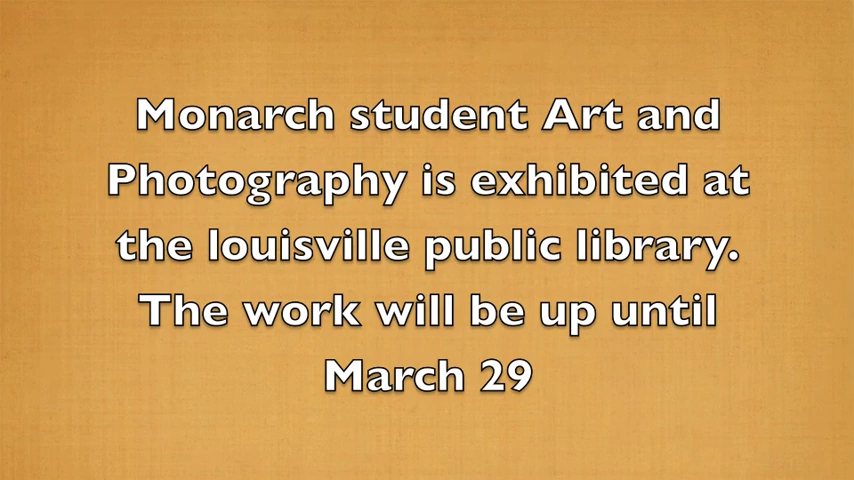 Monarch student Art and
Photography is exhibited at
the louisville public library.
The work will be up until
March 29